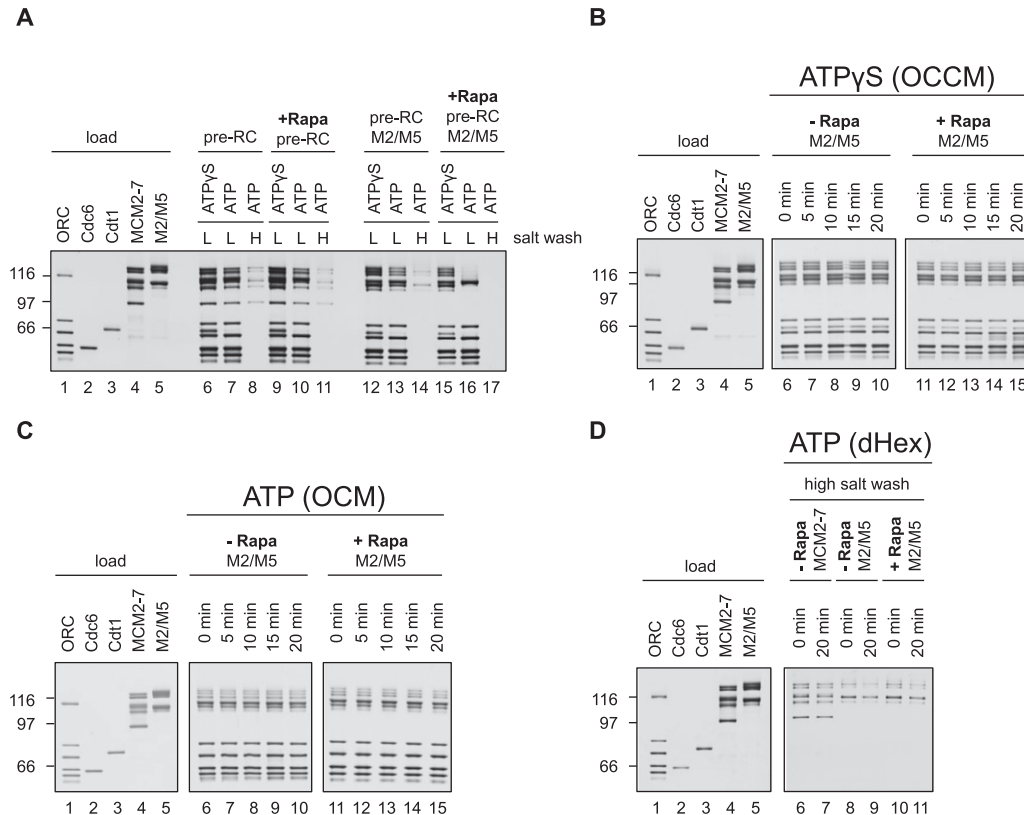 A
load
pre-RC
+Rapa
pre-RC
pre-RC
M2/M5
+Rapa
pre-RC
M2/M5
ORC
Cdc6
Cdt1
MCM2-7
M2/M5
ATPγS
ATP
ATP
ATPγS
ATP
ATP
ATPγS
ATP
ATP
ATPγS
ATP
ATP
L L H L L H L L H L L H salt wash
116
97
66
1 2 3 4 5 6 7 8 9 10 11 12 13 14 15 16 17
B
ATPγS (OCCM)
load
- Rapa
M2/M5
+ Rapa
M2/M5
ORC
Cdc6
Cdt1
MCM2-7
M2/M5
0 min
5 min
10 min
15 min
20 min
0 min
5 min
10 min
15 min
20 min
116
97
66
1 2 3 4 5 6 7 8 9 10 11 12 13 14 15
C
ATP (OCM)
load
- Rapa
M2/M5
+ Rapa
M2/M5
ORC
Cdc6
Cdt1
MCM2-7
M2/M5
0 min
5 min
10 min
15 min
20 min
0 min
5 min
10 min
15 min
20 min
116
97
66
1 2 3 4 5 6 7 8 9 10 11 12 13 14 15
D
ATP (dHex)
high salt wash
load
- Rapa
MCM2-7
- Rapa
M2/M5
+ Rapa
M2/M5
ORC
Cdc6
Cdt1
MCM2-7
M2/M5
0 min
20 min
0 min
20 min
0 min
20 min
116
97
66
1 2 3 4 5 6 7 8 9 10 11